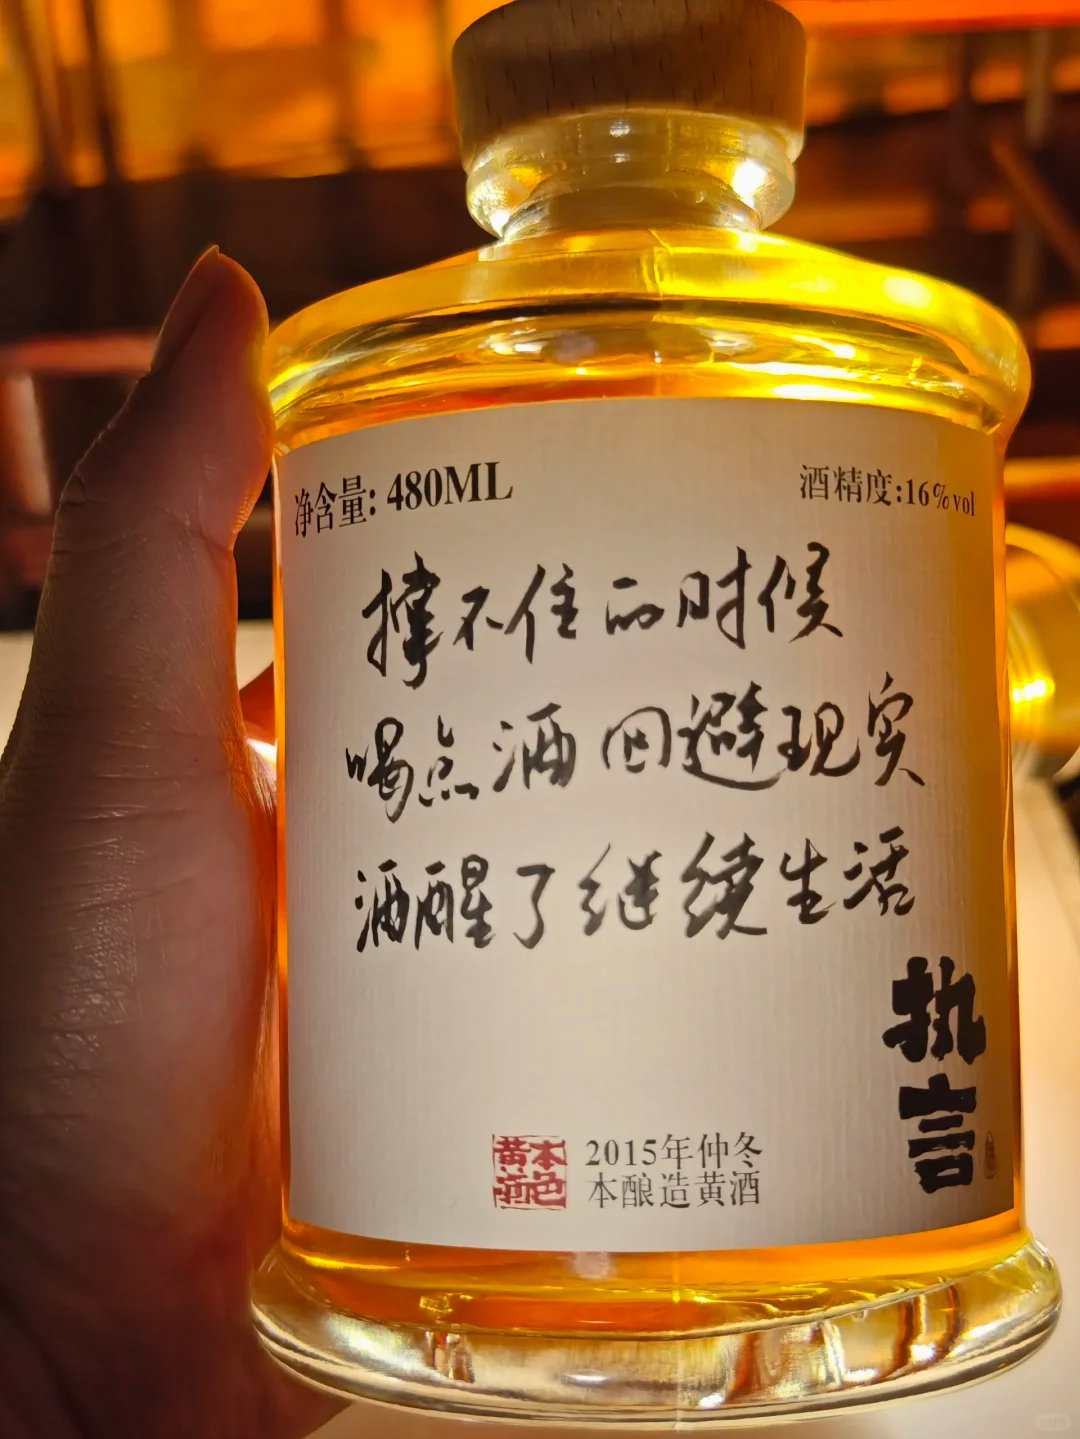 净含量: 480ML
酒精度:16%vol
撑不住的时候
喝点酒 回避现实
酒醒了继续生活
执言
本色黄酒
2015年仲冬
本酿造黄酒